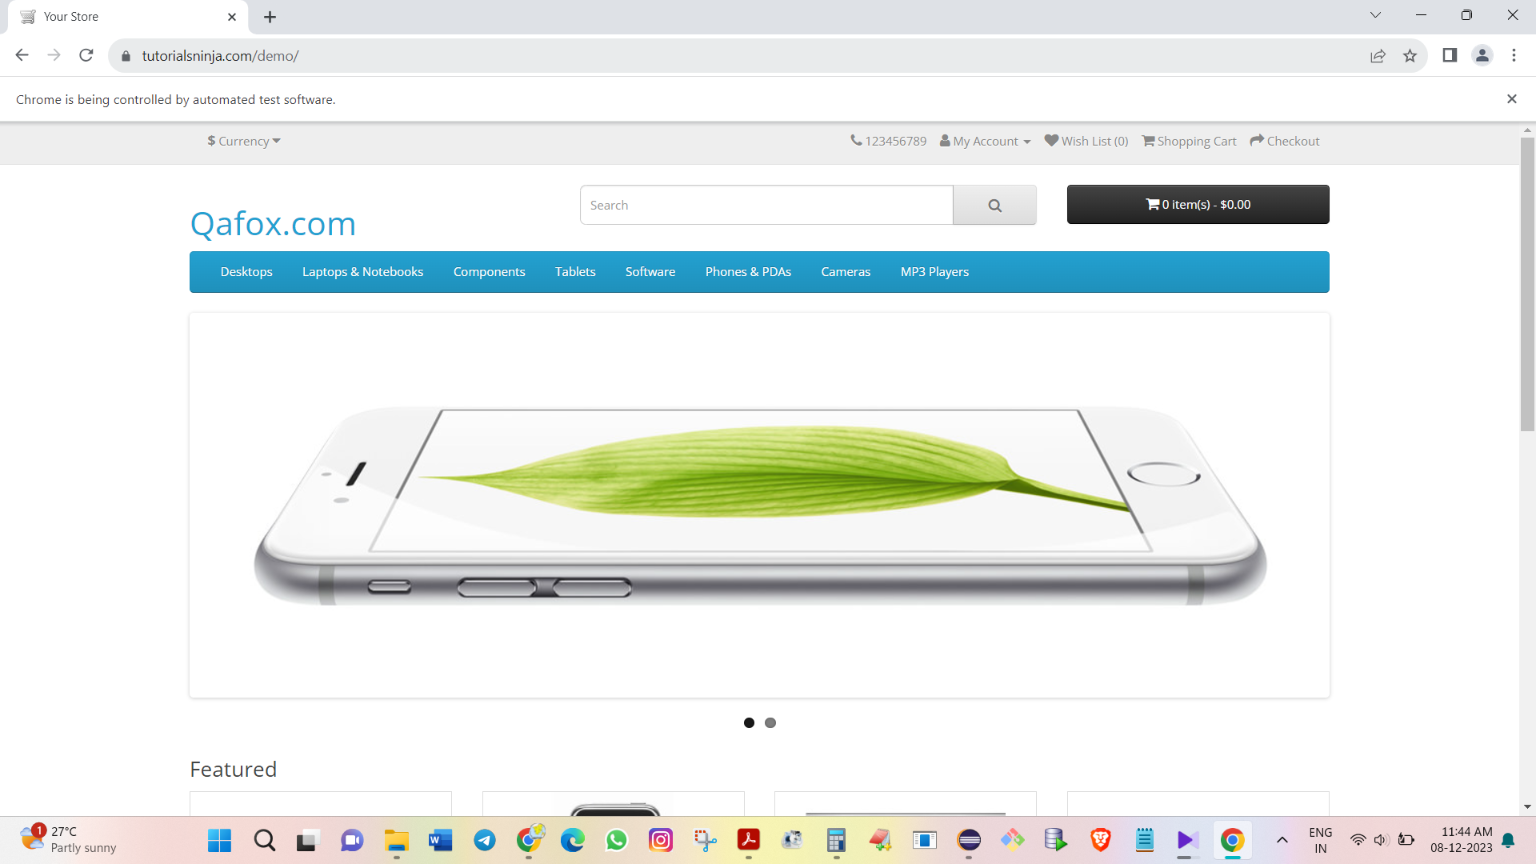 Your Store
tutorialsninja.com/demo/
Chrome is being controlled by automated test software.
$ Currency
123456789
My Account
Wish List (0)
Shopping Cart
Checkout
Qafox.com
Search
0 item(s) - $0.00
Desktops
Laptops & Notebooks
Components
Tablets
Software
Phones & PDAs
Cameras
MP3 Players
Featured
1
27°C
Partly sunny
ENG
IN
11:44 AM
08-12-2023